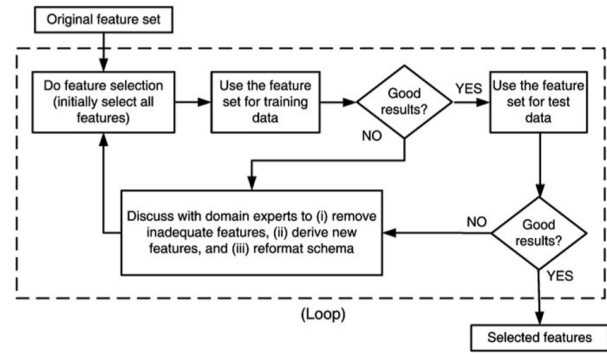 Original feature set
Do feature selection
(initially select all
features)
Use the feature
set for training
data
Good
results?
YES
Use the feature
set for test
data
NO
Discuss with domain experts to (i) remove
inadequate features, (ii) derive new
features, and (iii) reformat schema
NO
Good
results?
YES
(Loop)
Selected features